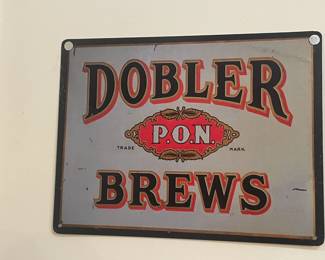 DOBLER
P.O.N.
TRADE MARK
BREWS